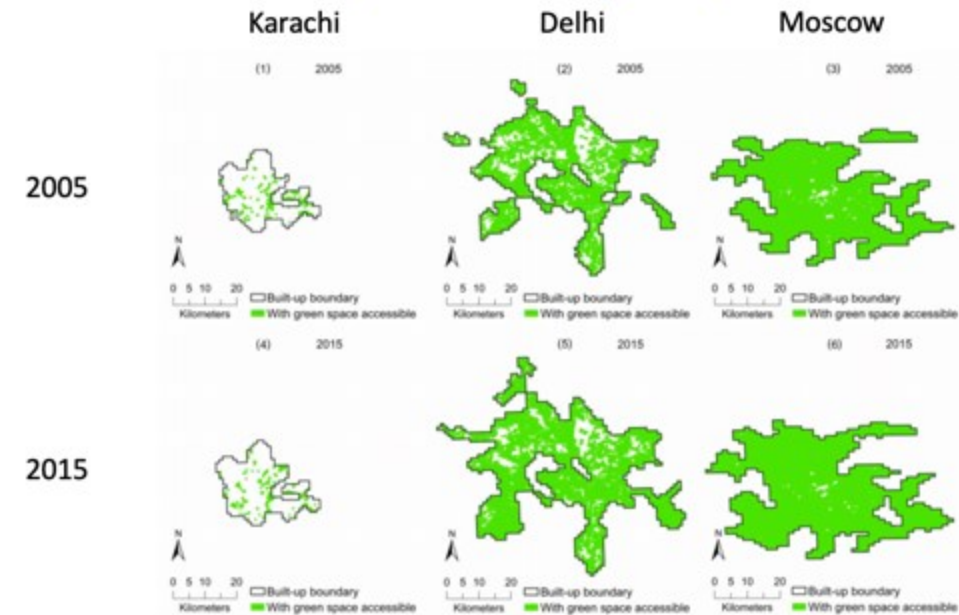 Karachi Delhi Moscow
(1) 2005 (2) 2005 (3) 2005
2005
N N N
0 5 10 20 0 5 10 20 0 5 10 20
Built-up boundary Built-up boundary Built-up boundary
Kilometers With green space accessible Kilometers With green space accessible Kilometers With green space accessible
(4) 2015 (5) 2015 (6) 2015
2015
N N N
0 5 10 20 0 5 10 20 0 5 10 20
Built-up boundary Built-up boundary Built-up boundary
Kilometers With green space accessible Kilometers With green space accessible Kilometers With green space accessible